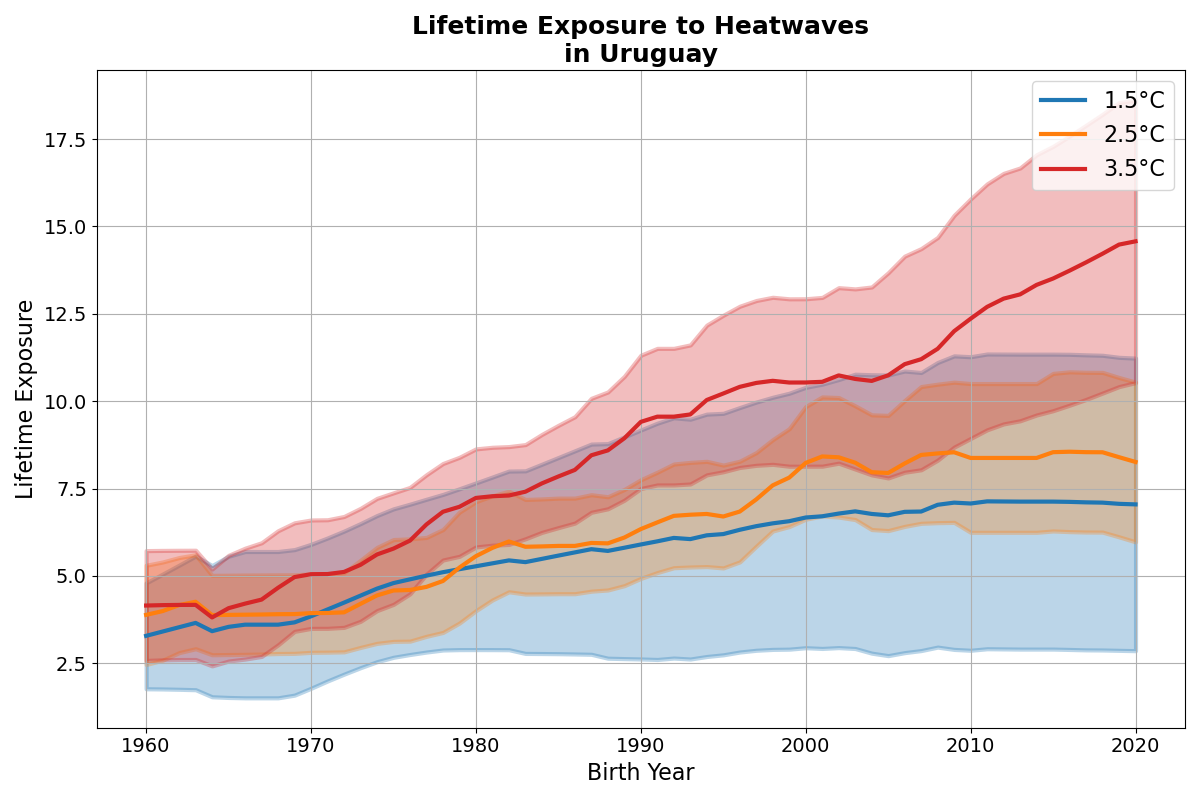 Lifetime Exposure to Heatwaves
in Uruguay
1.5°C
2.5°C
3.5°C
17.5
15.0
12.5
10.0
7.5
5.0
2.5
Lifetime Exposure
1960 1970 1980 1990 2000 2010 2020
Birth Year